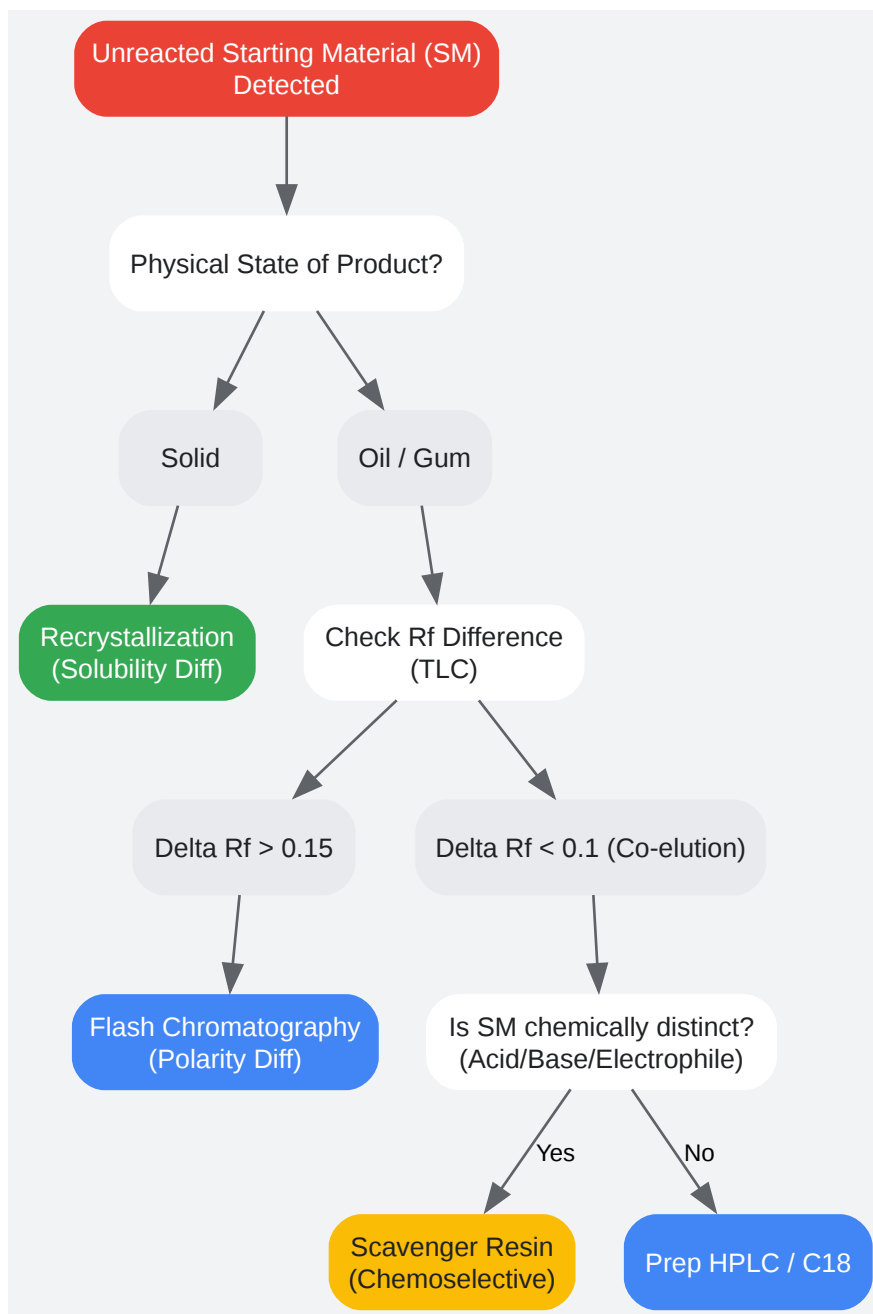 Unreacted Starting Material (SM)
Detected
Physical State of Product?
Solid
Oil / Gum
Recrystallization
(Solubility Diff)
Check Rf Difference
(TLC)
Delta Rf > 0.15
Delta Rf < 0.1 (Co-elution)
Flash Chromatography
(Polarity Diff)
Is SM chemically distinct?
(Acid/Base/Electrophile)
Yes
No
Scavenger Resin
(Chemoselective)
Prep HPLC / C18